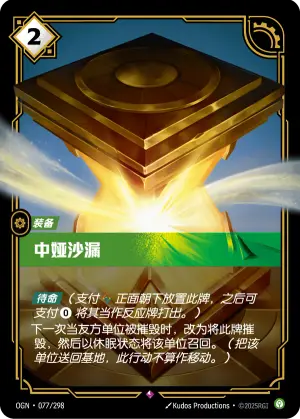 2
装备
中娅沙漏
待命（支付 正面朝下放置此牌，之后可
支付 0 将其当作反应牌打出。）
下一次当友方单位被摧毁时，改为将此牌摧
毁，然后以休眠状态将该单位召回。（把该
单位送回基地，此行动不算作移动。）
OGN • 077/298
Kudos Productions • ©2025RGI